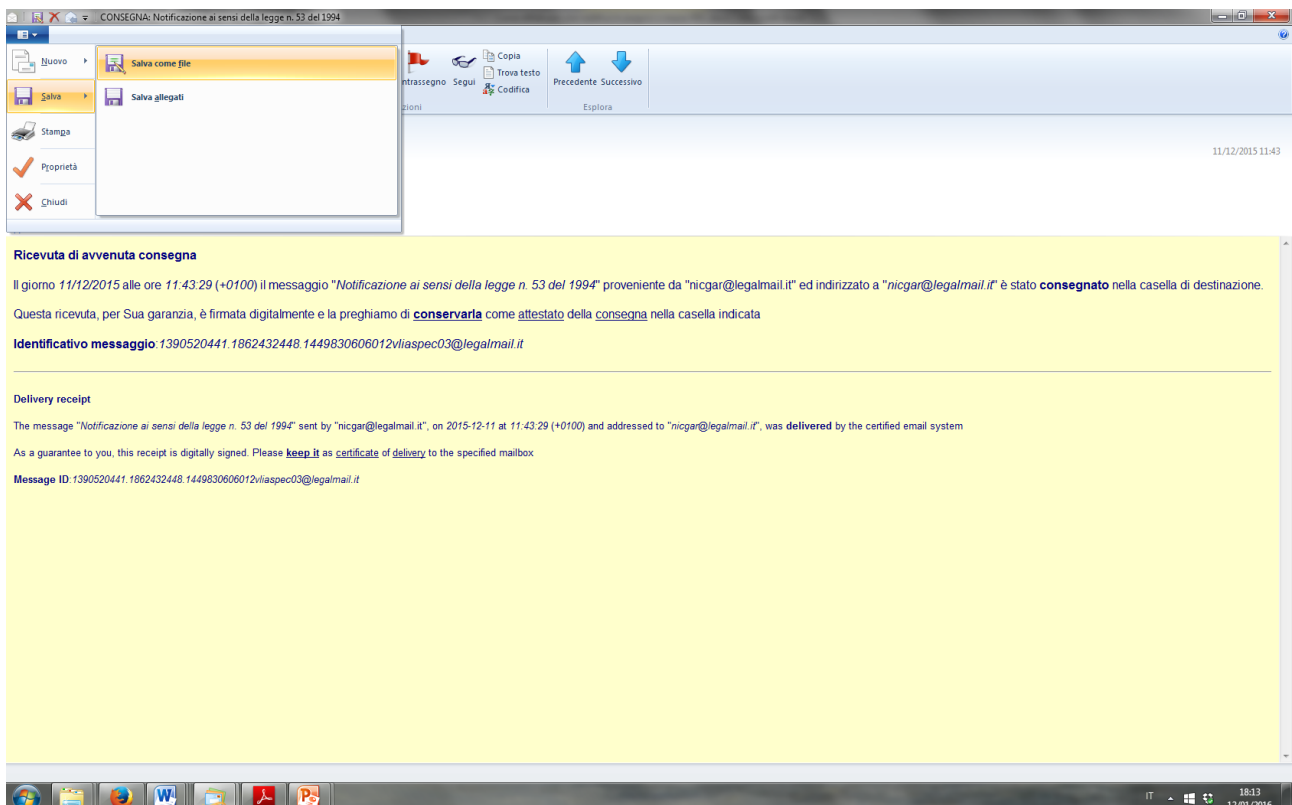 CONSEGNA: Notificazione ai sensi della legge n. 53 del 1994
Nuovo
Salva
Stampa
Proprietà
Chiudi
Salva come file
Salva allegati
ntrassegno
Segui
Copia
Trova testo
Codifica
zioni
Precedente
Successivo
Esplora
11/12/2015 11:43
Ricevuta di avvenuta consegna
Il giorno 11/12/2015 alle ore 11:43:29 (+0100) il messaggio "Notificazione ai sensi della legge n. 53 del 1994" proveniente da "nicgar@legalmail.it" ed indirizzato a "nicgar@legalmail.it" è stato consegnato nella casella di destinazione.
Questa ricevuta, per Sua garanzia, è firmata digitalmente e la preghiamo di conservarla come attestato della consegna nella casella indicata
Identificativo messaggio:1390520441.1862432448.1449830606012vliaspec03@legalmail.it
Delivery receipt
The message "Notificazione ai sensi della legge n. 53 del 1994" sent by "nicgar@legalmail.it", on 2015-12-11 at 11:43:29 (+0100) and addressed to "nicgar@legalmail.it", was delivered by the certified email system
As a guarantee to you, this receipt is digitally signed. Please keep it as certificate of delivery to the specified mailbox
Message ID:1390520441.1862432448.1449830606012vliaspec03@legalmail.it
IT
18:13
12/01/2016